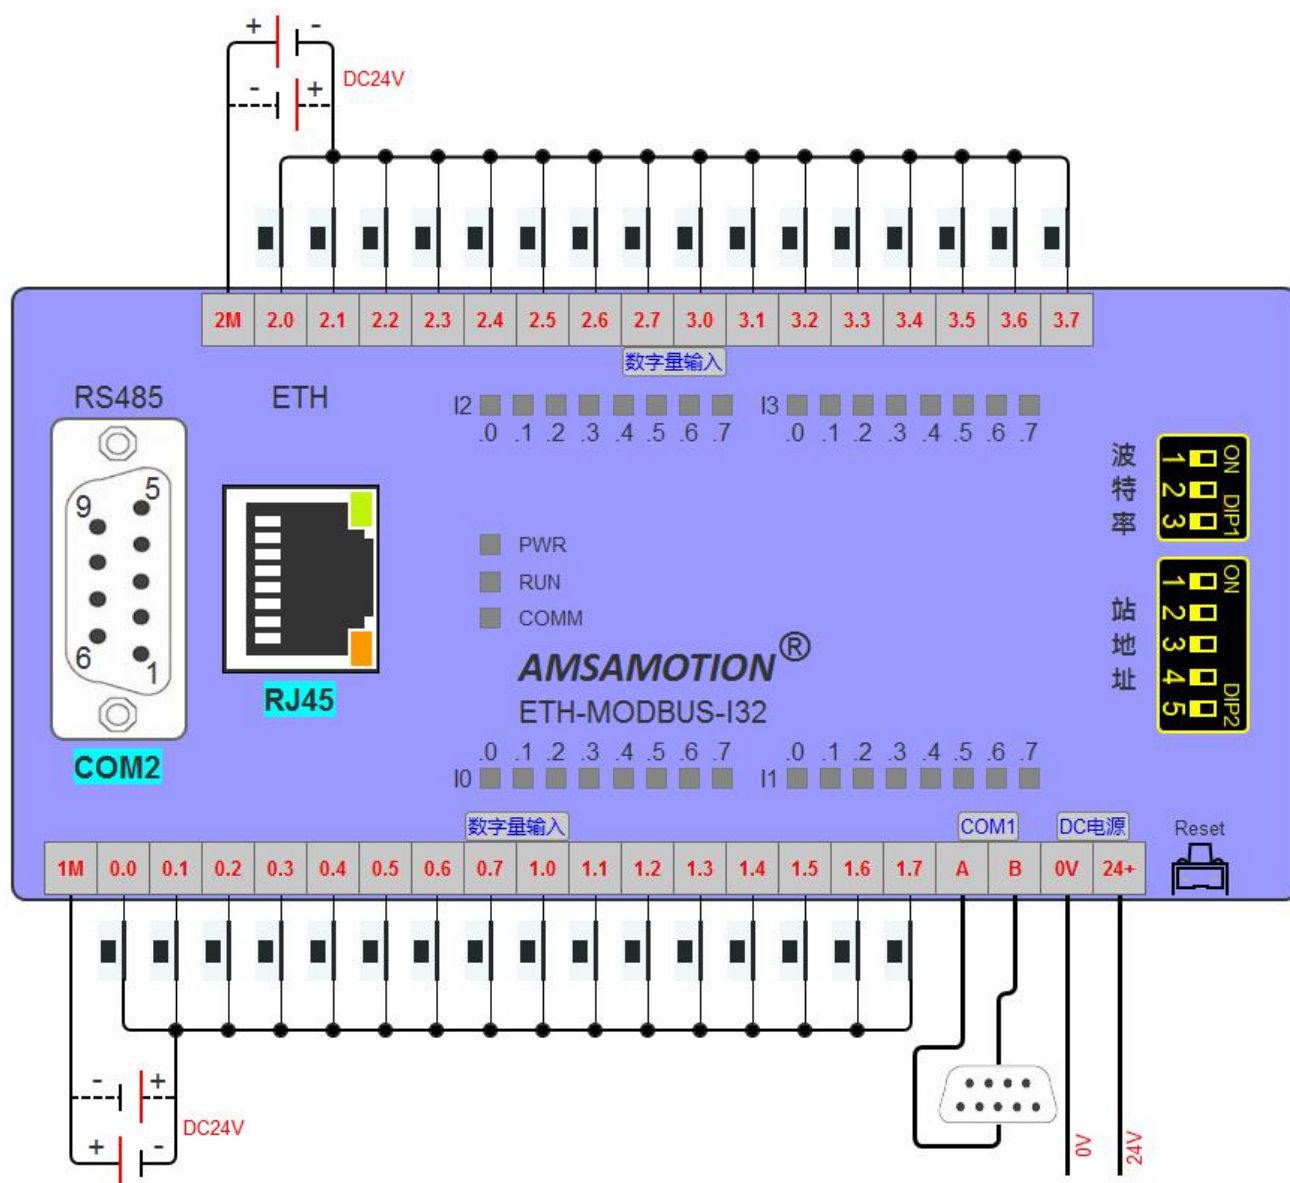 + -
DC24V
- +
2M 2.0 2.1 2.2 2.3 2.4 2.5 2.6 2.7 3.0 3.1 3.2 3.3 3.4 3.5 3.6 3.7
数字量输入
RS485 ETH
I2 I3
.0 .1 .2 .3 .4 .5 .6 .7 .0 .1 .2 .3 .4 .5 .6 .7
波特率
1 2 3 ON DIP1
9 5
6 1
PWR
RUN
COMM
站地址
1 2 3 4 5 ON DIP2
AMSAMOTION®
ETH-MODBUS-I32
RJ45
COM2
.0 .1 .2 .3 .4 .5 .6 .7 .0 .1 .2 .3 .4 .5 .6 .7
I0 I1
数字量输入 COM1 DC电源 Reset
1M 0.0 0.1 0.2 0.3 0.4 0.5 0.6 0.7 1.0 1.1 1.2 1.3 1.4 1.5 1.6 1.7 A B 0V 24+
- +
DC24V
+ -
0V 24V